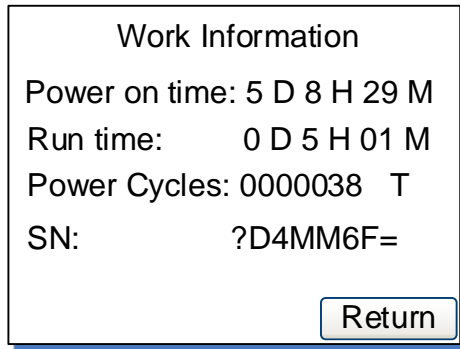 Work Information
Power on time: 5 D 8 H 29 M
Run time: 0 D 5 H 01 M
Power Cycles: 0000038 T
SN: ?D4MM6F=
Return